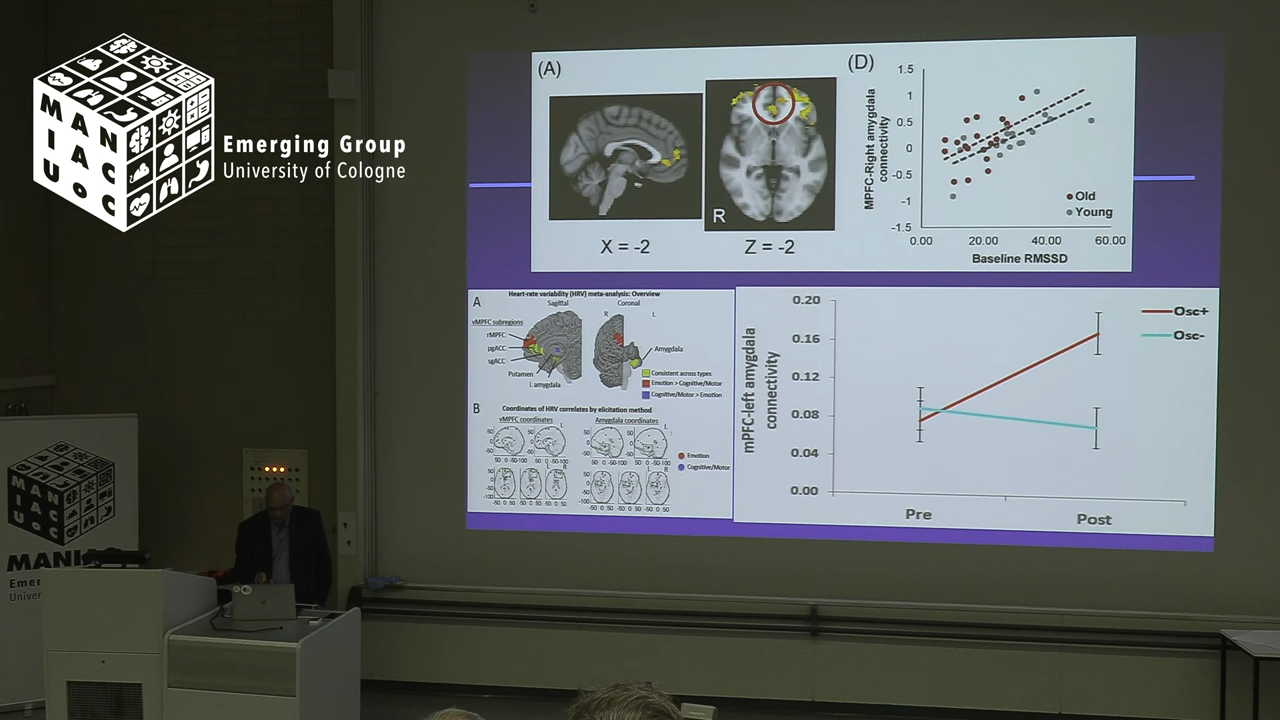 MANIAC
U o C
Emerging Group
University of Cologne
(A)
R
X = -2
Z = -2
(D)
MPFC-Right amygdala
connectivity
1.5
1
0.5
0
-0.5
-1
-1.5
0.00 20.00 40.00 60.00
Baseline RMSSD
Old
Young
A
Heart-rate variability (HRV) meta-analysis: Overview
Sagittal
Coronal
R L
vMPFC subregions
rMPFC
pgACC
sgACC
Putamen
L amygdala
Amygdala
Consistent across types
Emotion > Cognitive/Motor
Cognitive/Motor > Emotion
B
Coordinates of HRV correlates by elicitation method
vMPFC coordinates
Amygdala coordinates
Emotion
Cognitive/Motor
mPFC-left amygdala
connectivity
0.20
0.16
0.12
0.08
0.04
0.00
Pre
Post
Osc+
Osc-
MANI
Emer
Univer